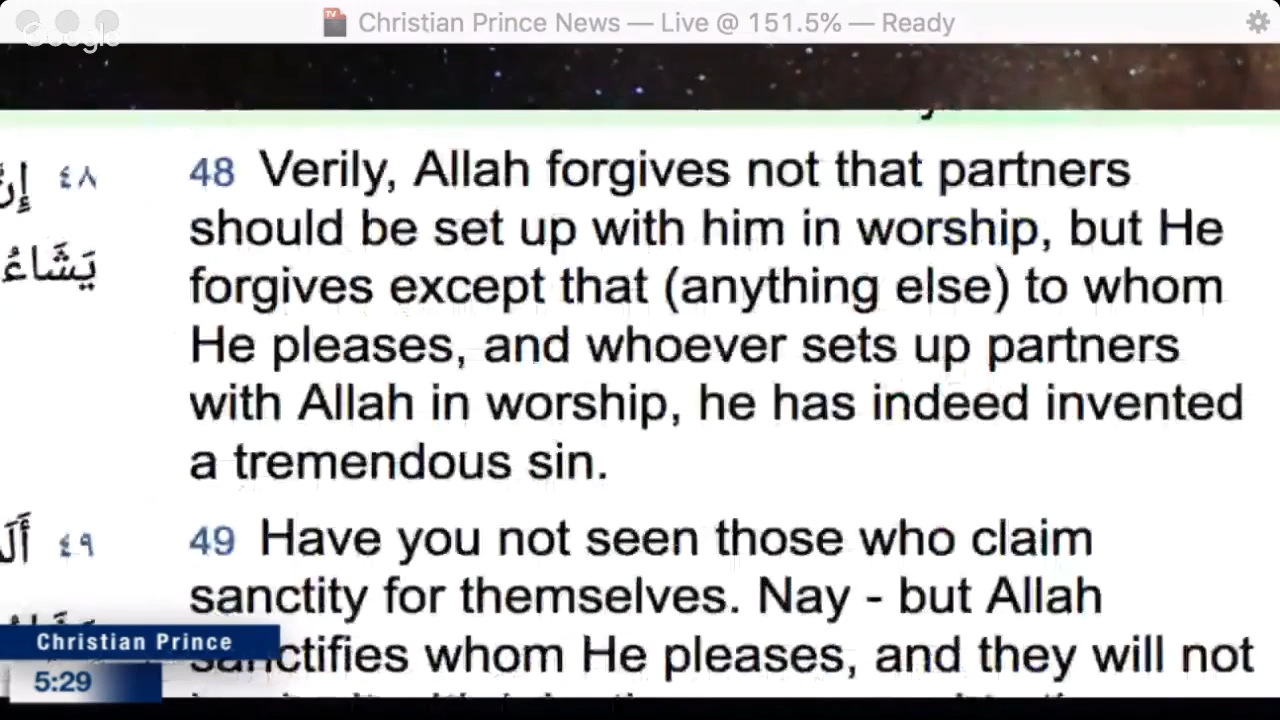 Christian Prince News — Live @ 151.5% — Ready
Google
٤٨
48 Verily, Allah forgives not that partners
should be set up with him in worship, but He
يَشَاءُ
forgives except that (anything else) to whom
He pleases, and whoever sets up partners
with Allah in worship, he has indeed invented
a tremendous sin.
٤٩
49 Have you not seen those who claim
sanctity for themselves. Nay - but Allah
sanctifies whom He pleases, and they will not
Christian Prince
5:29